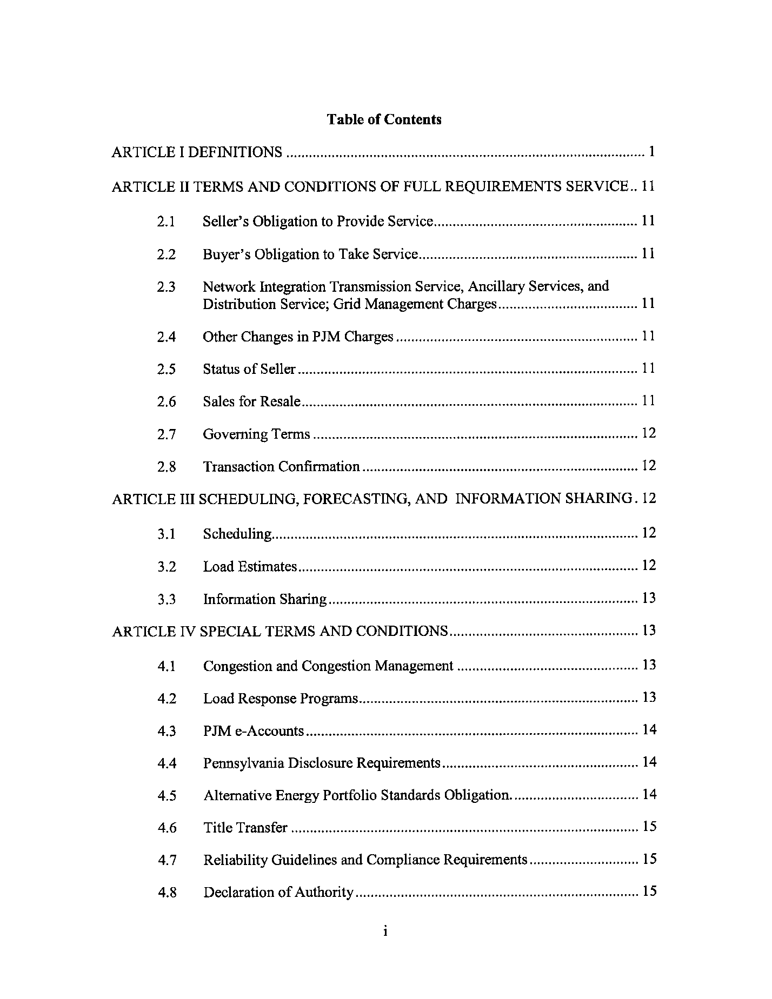 Table of Contents
ARTICLE I DEFINITIONS ............................................................................................... 1
ARTICLE II TERMS AND CONDITIONS OF FULL REQUIREMENTS SERVICE.. 11
2.1 Seller's Obligation to Provide Service...................................................... 11
2.2 Buyer's Obligation to Take Service.......................................................... 11
2.3 Network Integration Transmission Service, Ancillary Services, and
Distribution Service; Grid Management Charges..................................... 11
2.4 Other Changes in PJM Charges................................................................ 11
2.5 Status of Seller.......................................................................................... 11
2.6 Sales for Resale......................................................................................... 11
2.7 Governing Terms ...................................................................................... 12
2.8 Transaction Confirmation......................................................................... 12
ARTICLE III SCHEDULING, FORECASTING, AND INFORMATION SHARING. 12
3.1 Scheduling................................................................................................. 12
3.2 Load Estimates.......................................................................................... 12
3.3 Information Sharing.................................................................................. 13
ARTICLE IV SPECIAL TERMS AND CONDITIONS.................................................. 13
4.1 Congestion and Congestion Management ................................................ 13
4.2 Load Response Programs.......................................................................... 13
4.3 PJM e-Accounts........................................................................................ 14
4.4 Pennsylvania Disclosure Requirements.................................................... 14
4.5 Alternative Energy Portfolio Standards Obligation.................................. 14
4.6 Title Transfer ............................................................................................ 15
4.7 Reliability Guidelines and Compliance Requirements............................. 15
4.8 Declaration of Authority........................................................................... 15
i